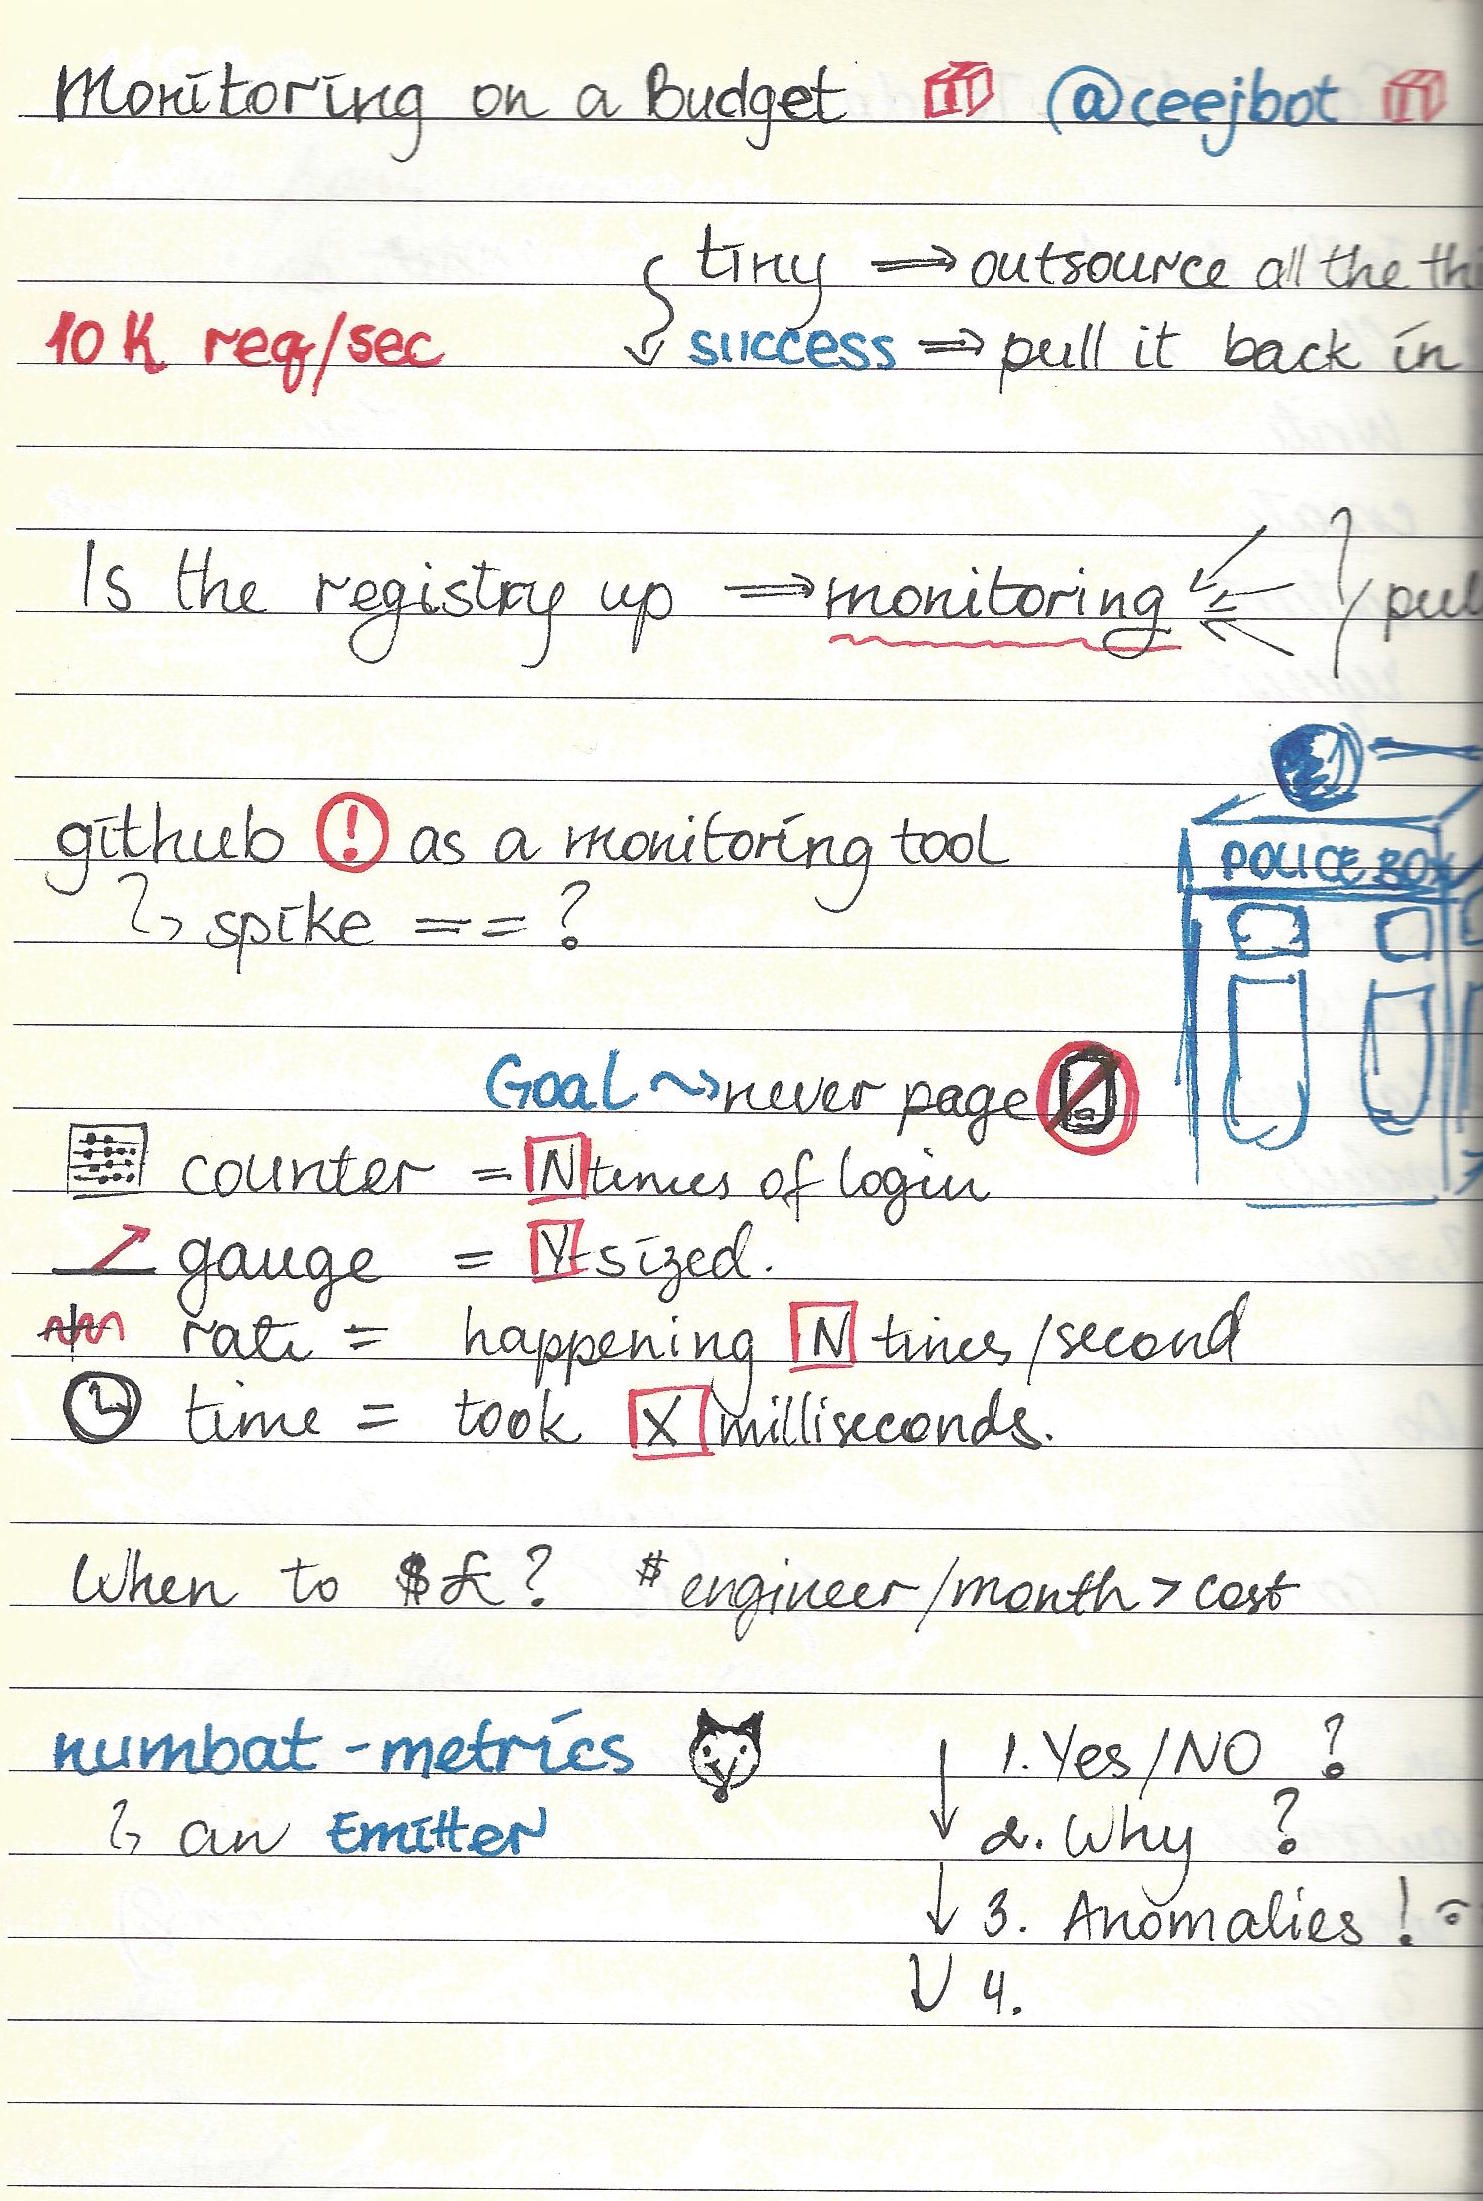 Monitoring on a Budget @ceejbot
tiny ⇒ outsource all the
10K req/sec
success ⇒ pull it back in
Is the registry up ⇒ monitoring
github ! as a monitoring tool
POLICE BOX
↳ spike == ?
Goal ⤳ never page
counter = N times of login
gauge = Y-sized.
rate = happening N times/second
time = took X milliseconds.
When to $£? $ engineer/month > cost
numbat-metrics
1. Yes/NO ?
↳ an Emitter
2. Why ?
3. Anomalies !
4.